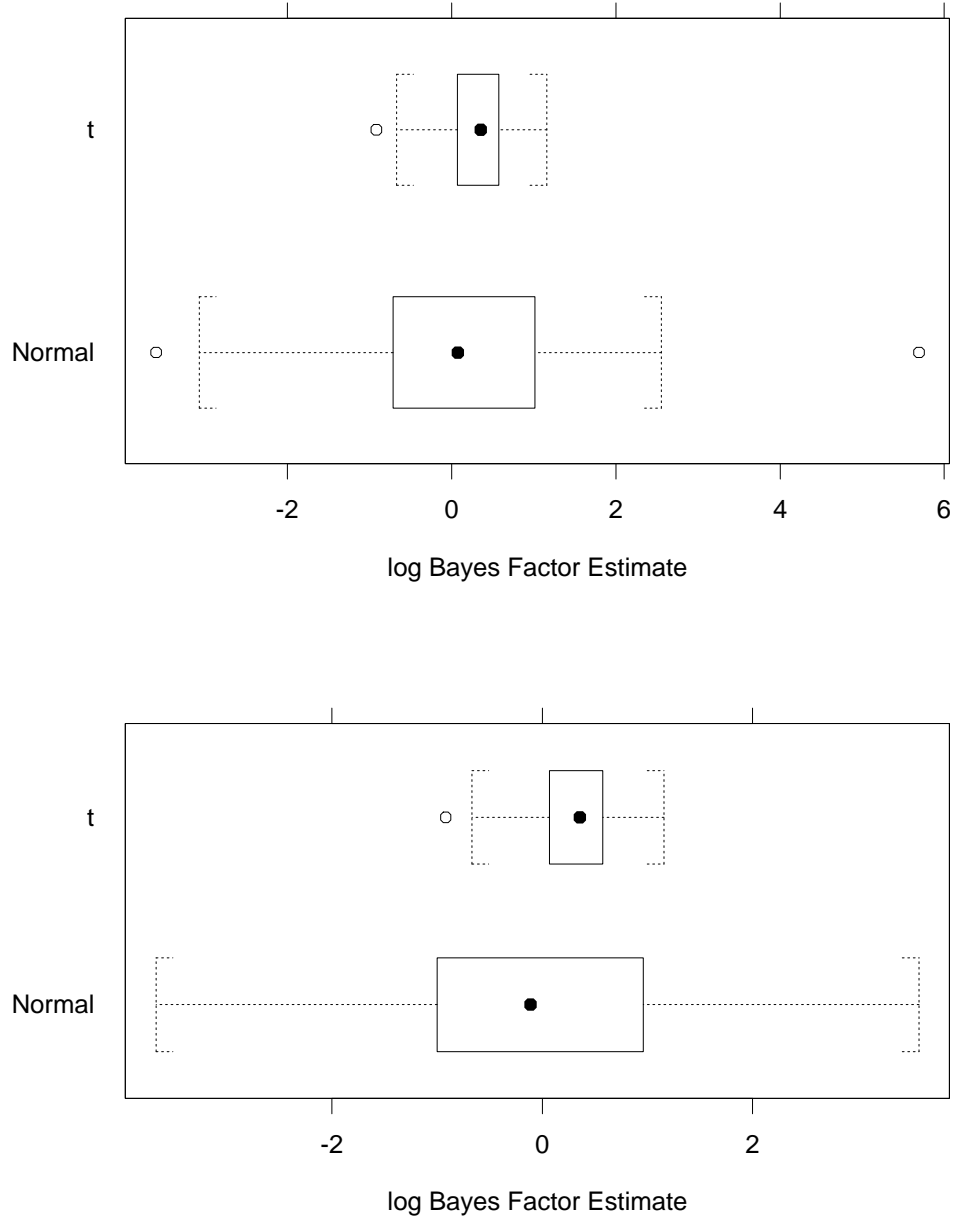 t
Normal
-2 0 2 4 6
log Bayes Factor Estimate
t
Normal
-2 0 2
log Bayes Factor Estimate